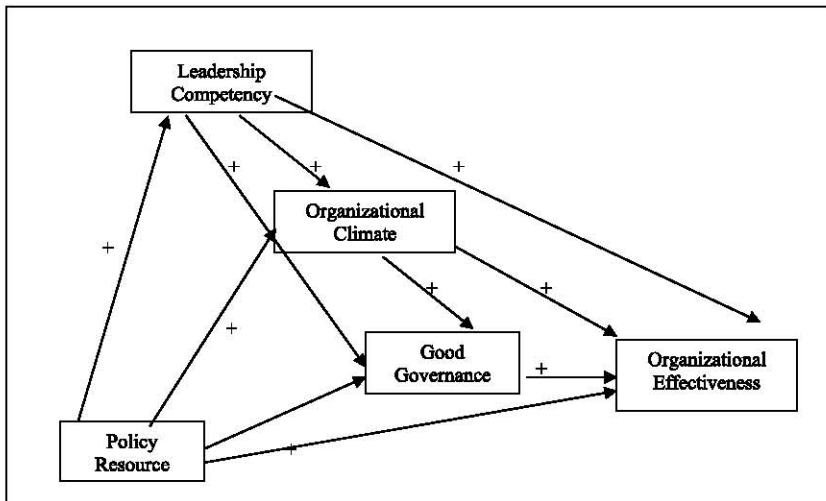 Leadership
Competency
+
+
+
Organizational
Climate
+
+
+
+
Good
Governance
+
Organizational
Effectiveness
Policy
Resource
+